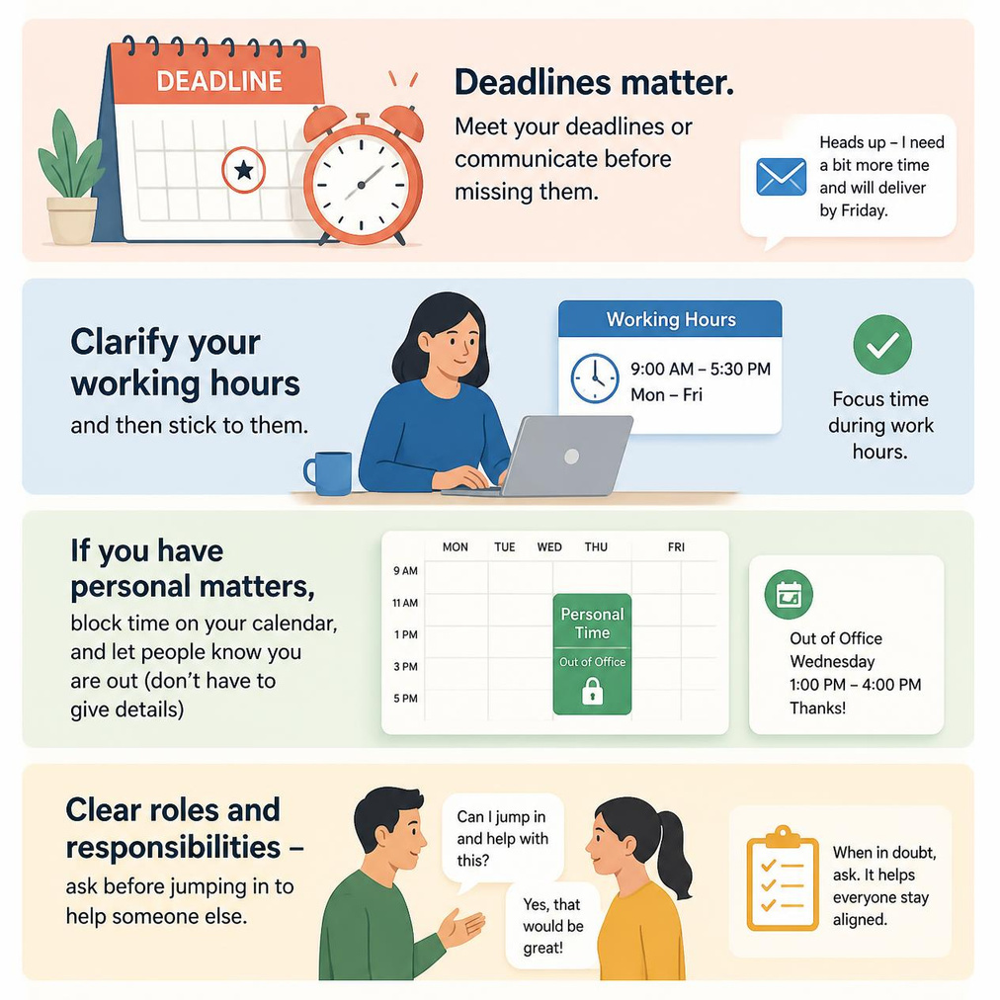 DEADLINE
Deadlines matter.
Meet your deadlines or
communicate before
missing them.
Heads up – I need
a bit more time
and will deliver
by Friday.
Clarify your
working hours
and then stick to them.
Working Hours
9:00 AM – 5:30 PM
Mon – Fri
Focus time
during work
hours.
If you have
personal matters,
block time on your calendar,
and let people know you
are out (don't have to
give details)
MON TUE WED THU FRI
9 AM
11 AM
1 PM
3 PM
5 PM
Personal
Time
Out of Office
Out of Office
Wednesday
1:00 PM – 4:00 PM
Thanks!
Clear roles and
responsibilities –
ask before jumping in to
help someone else.
Can I jump in
and help with
this?
Yes, that
would be
great!
When in doubt,
ask. It helps
everyone stay
aligned.